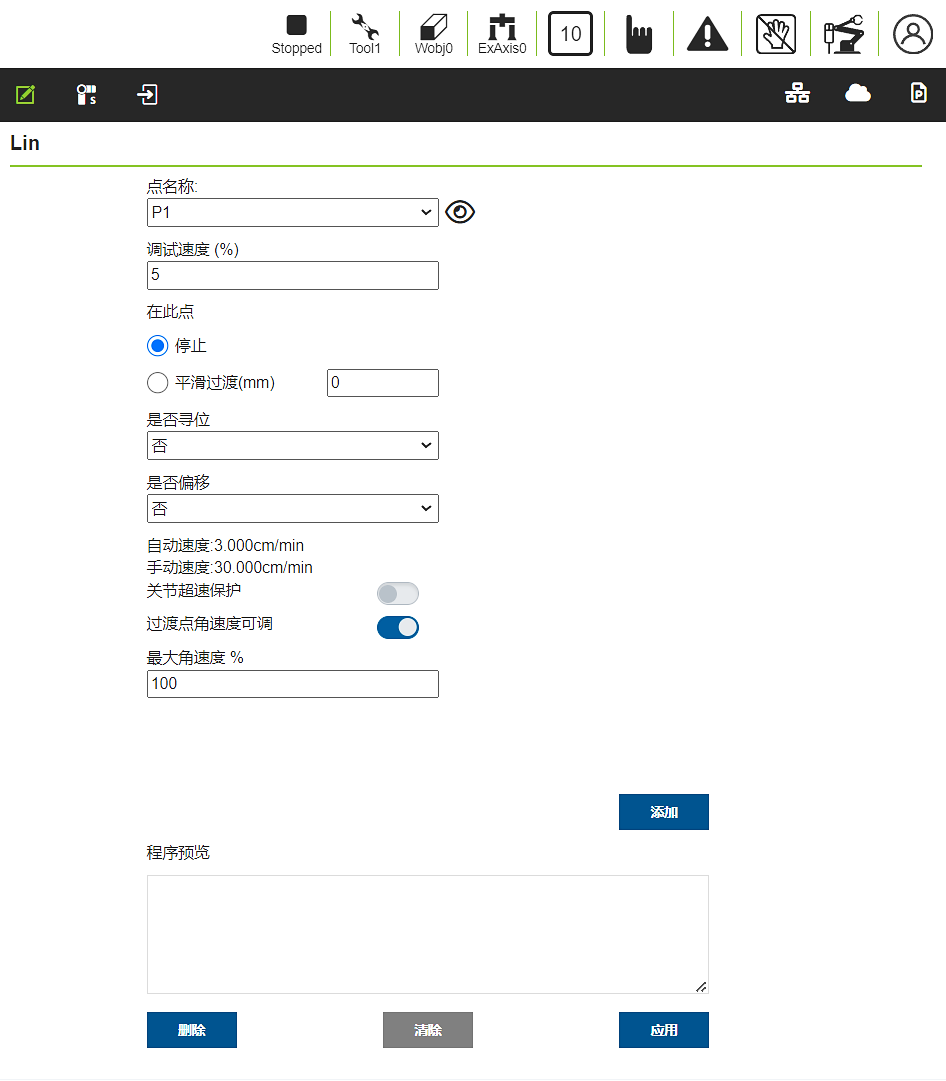 Stopped
Tool1
Wobj0
ExAxis0
10
S
P
Lin
点名称:
P1
调试速度 (%)
5
在此点
停止
平滑过渡(mm)
0
是否寻位
否
是否偏移
否
自动速度:3.000cm/min
手动速度:30.000cm/min
关节超速保护
过渡点角速度可调
最大角速度 %
100
添加
程序预览
删除
清除
应用